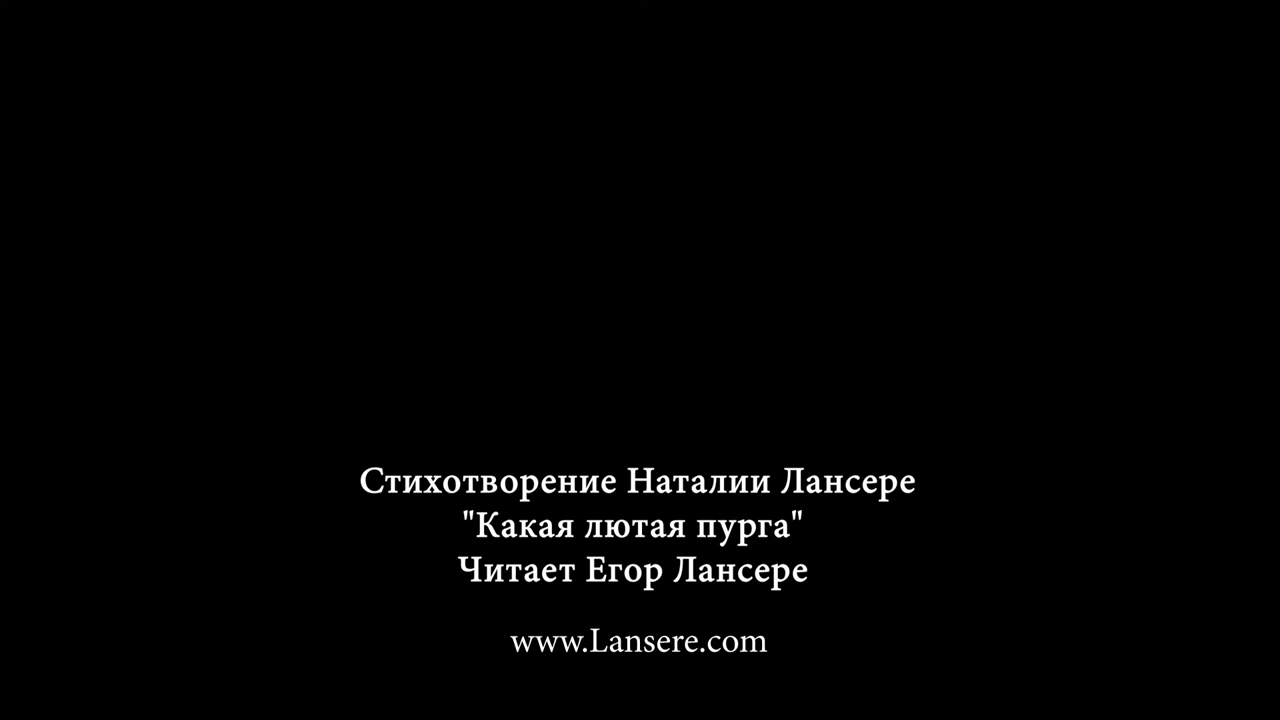 Стихотворение Наталии Лансере
"Какая лютая пурга"
Читает Егор Лансере
www.Lansere.com